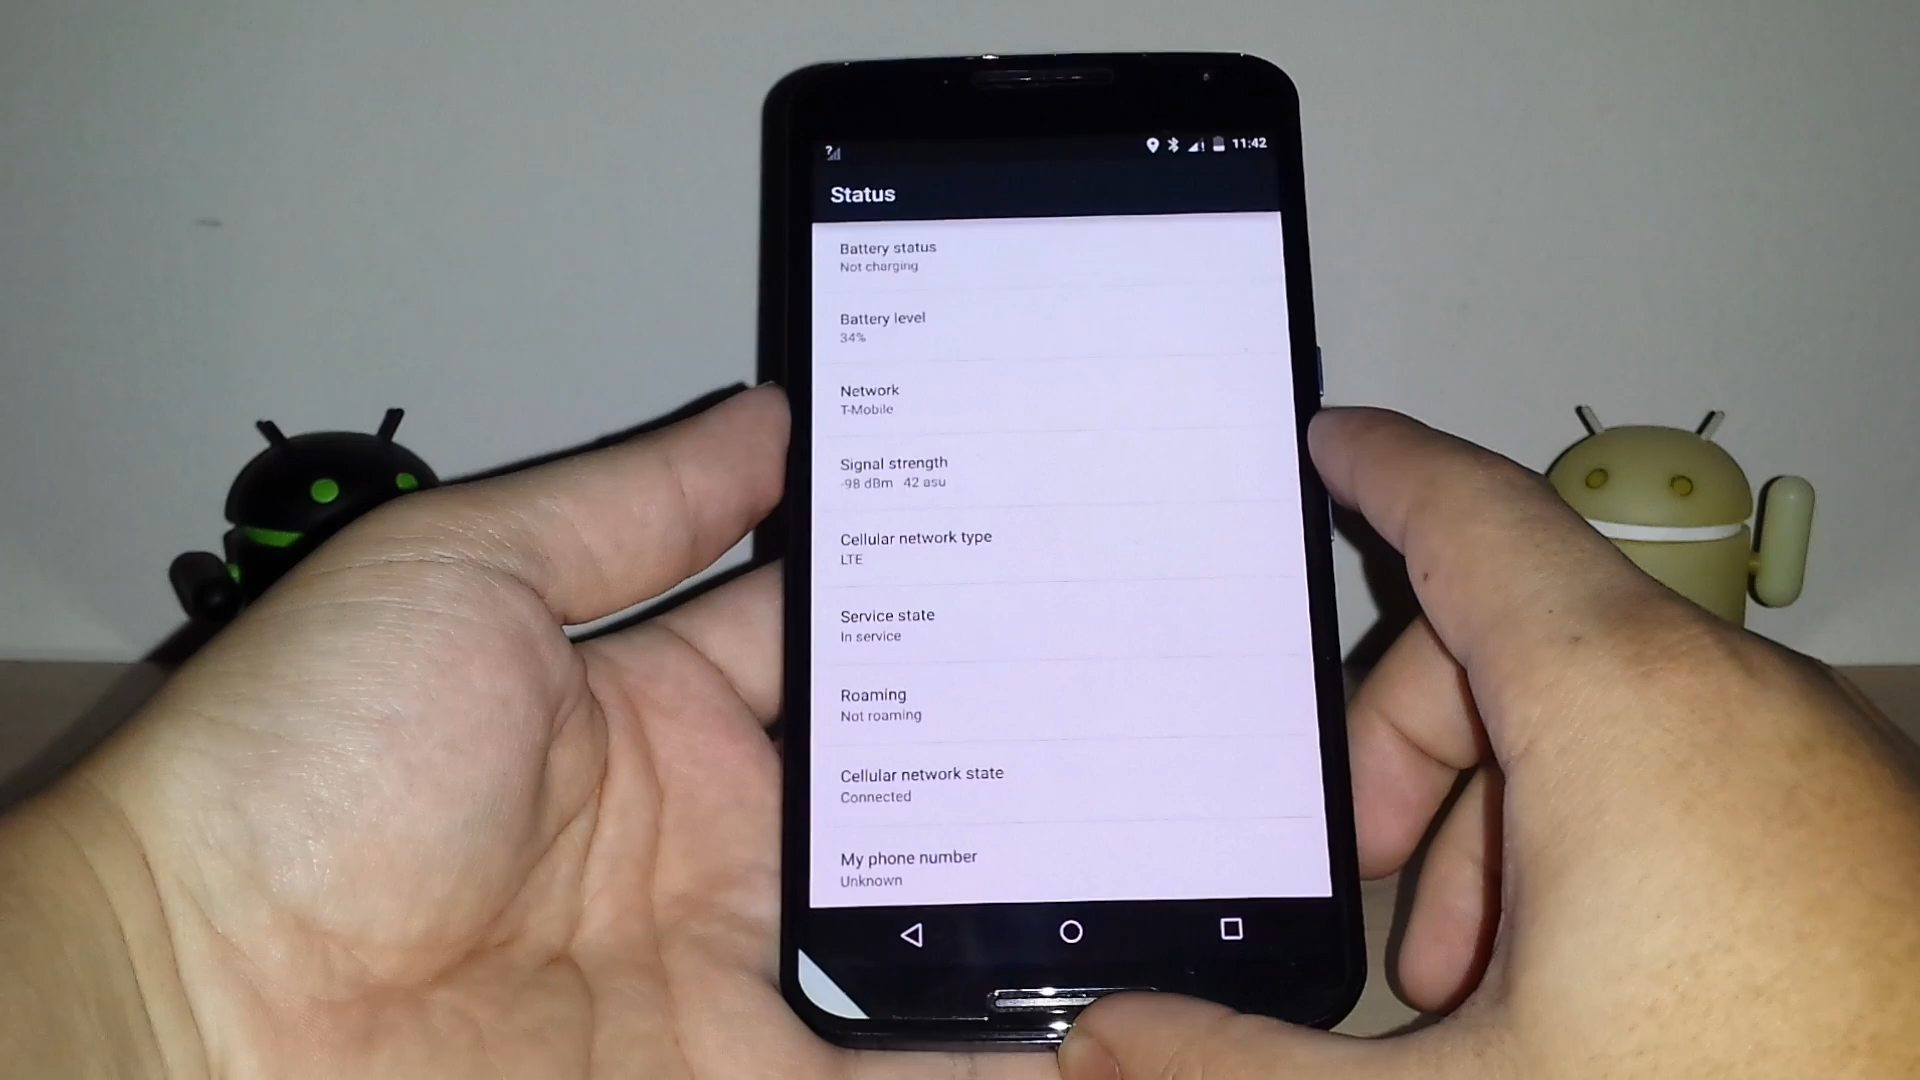 11:42
Status
Battery status
Not charging
Battery level
34%
Network
T-Mobile
Signal strength
-98 dBm 42 asu
Cellular network type
LTE
Service state
In service
Roaming
Not roaming
Cellular network state
Connected
My phone number
Unknown